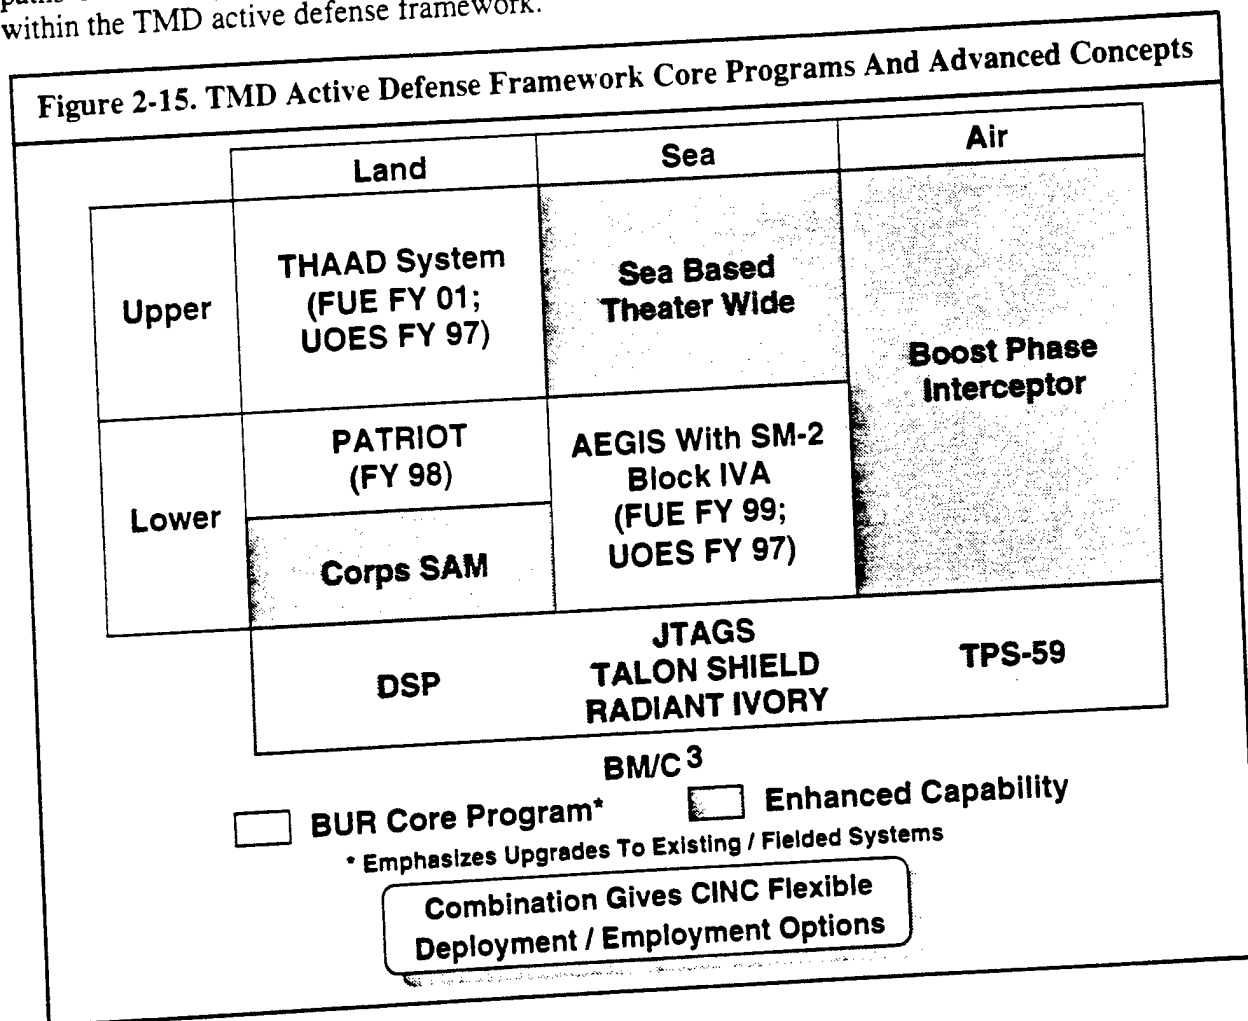 within the TMD active defense framework.
Figure 2-15. TMD Active Defense Framework Core Programs And Advanced Concepts
Land
Sea
Air
Upper
THAAD System
(FUE FY 01;
UOES FY 97)
Sea Based
Theater Wide
Boost Phase
Interceptor
Lower
PATRIOT
(FY 98)
AEGIS With SM-2
Block IVA
(FUE FY 99;
UOES FY 97)
Corps SAM
DSP
JTAGS
TALON SHIELD
RADIANT IVORY
TPS-59
BM/C3
BUR Core Program*
Enhanced Capability
* Emphasizes Upgrades To Existing / Fielded Systems
Combination Gives CINC Flexible
Deployment / Employment Options